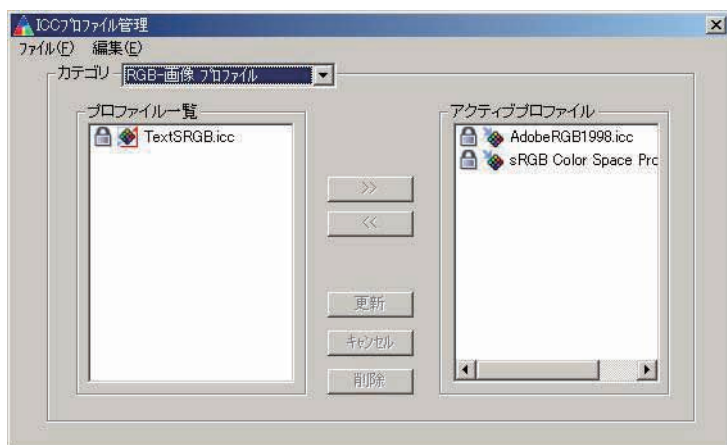 ICCプロファイル管理
ファイル(F) 編集(E)
カテゴリ RGB-画像 プロファイル
プロファイル一覧
TextSRGB.icc
>>
<<
更新
キャンセル
削除
アクティブプロファイル
AdobeRGB1998.icc
sRGB Color Space Prc